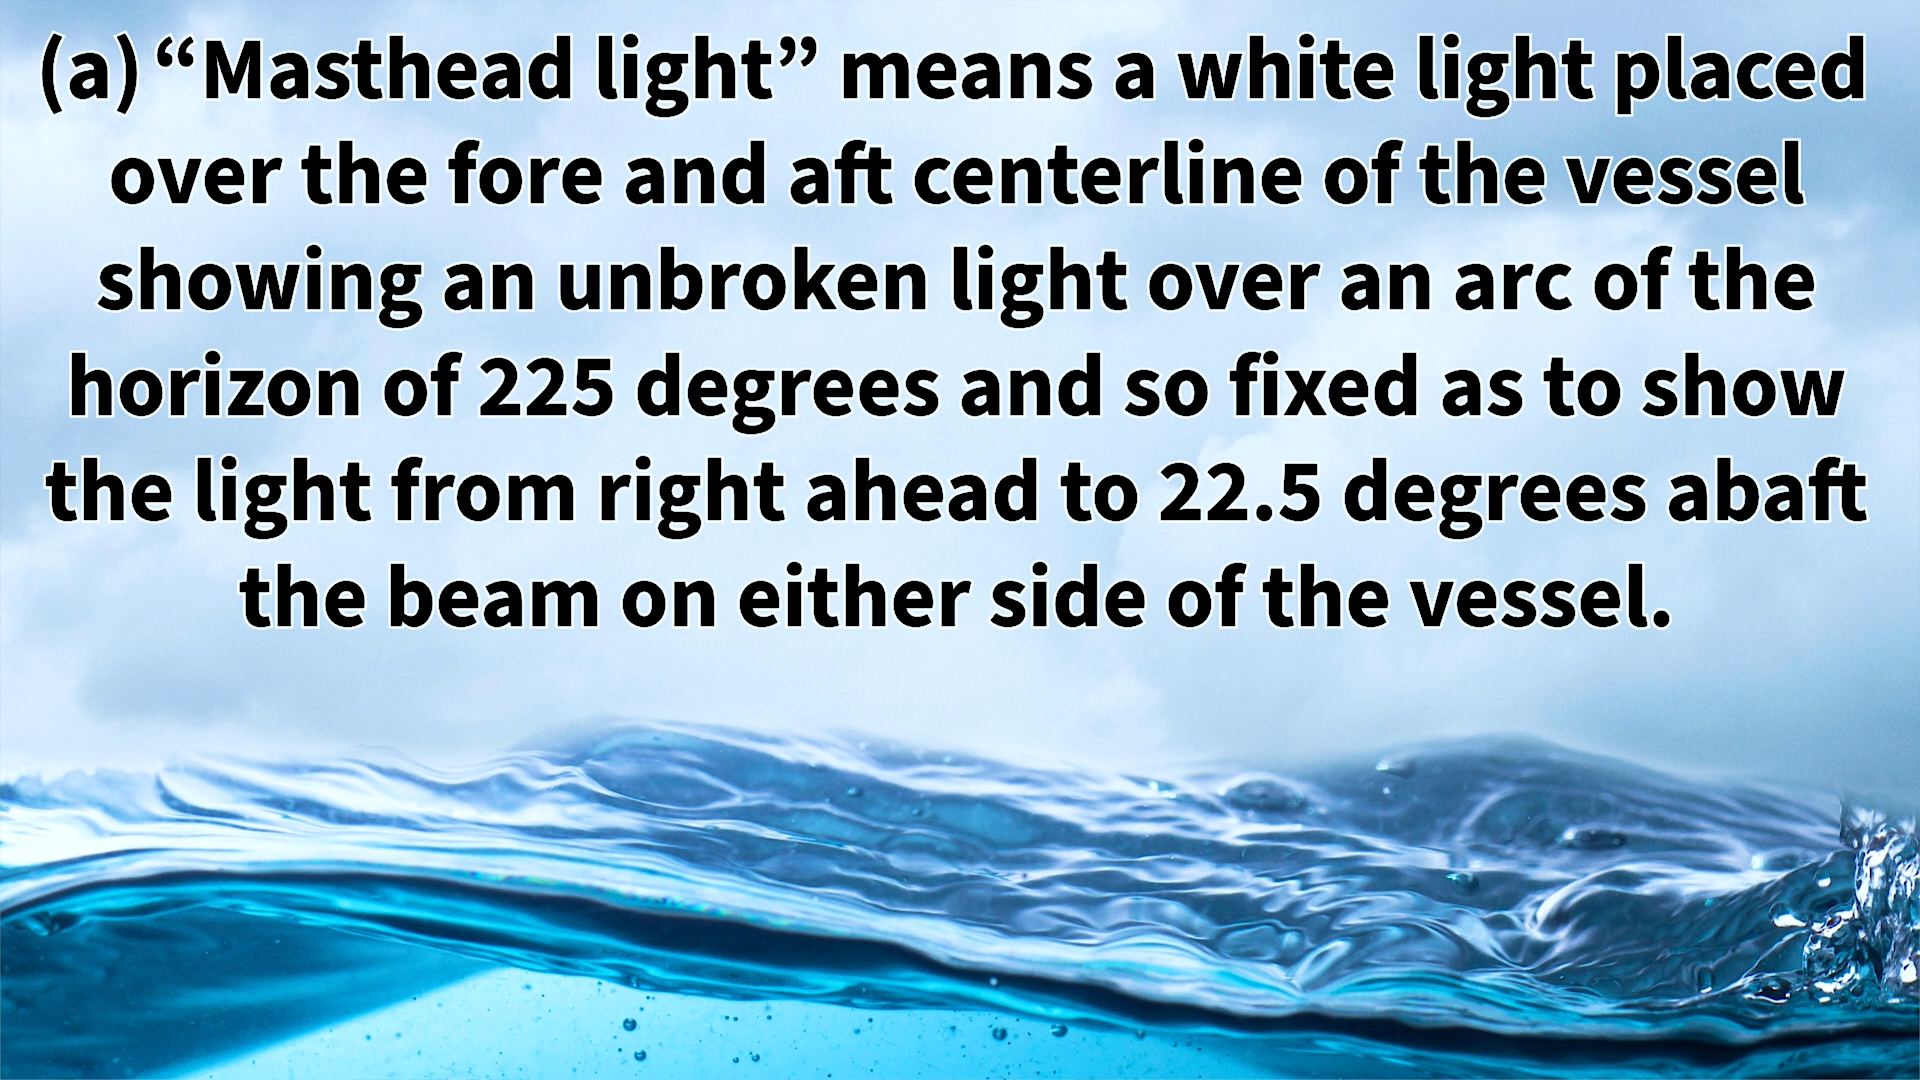 (a) “Masthead light” means a white light placed
over the fore and aft centerline of the vessel
showing an unbroken light over an arc of the
horizon of 225 degrees and so fixed as to show
the light from right ahead to 22.5 degrees abaft
the beam on either side of the vessel.